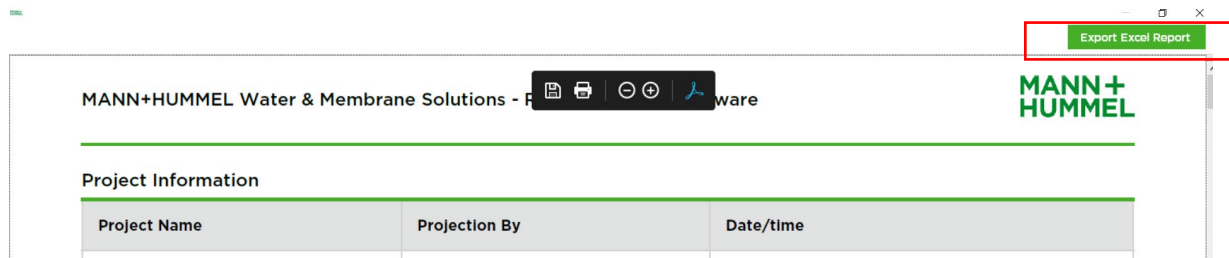 Export Excel Report
MANN+HUMMEL Water & Membrane Solutions - ware
MANN+
HUMMEL
Project Information
Project Name Projection By Date/time